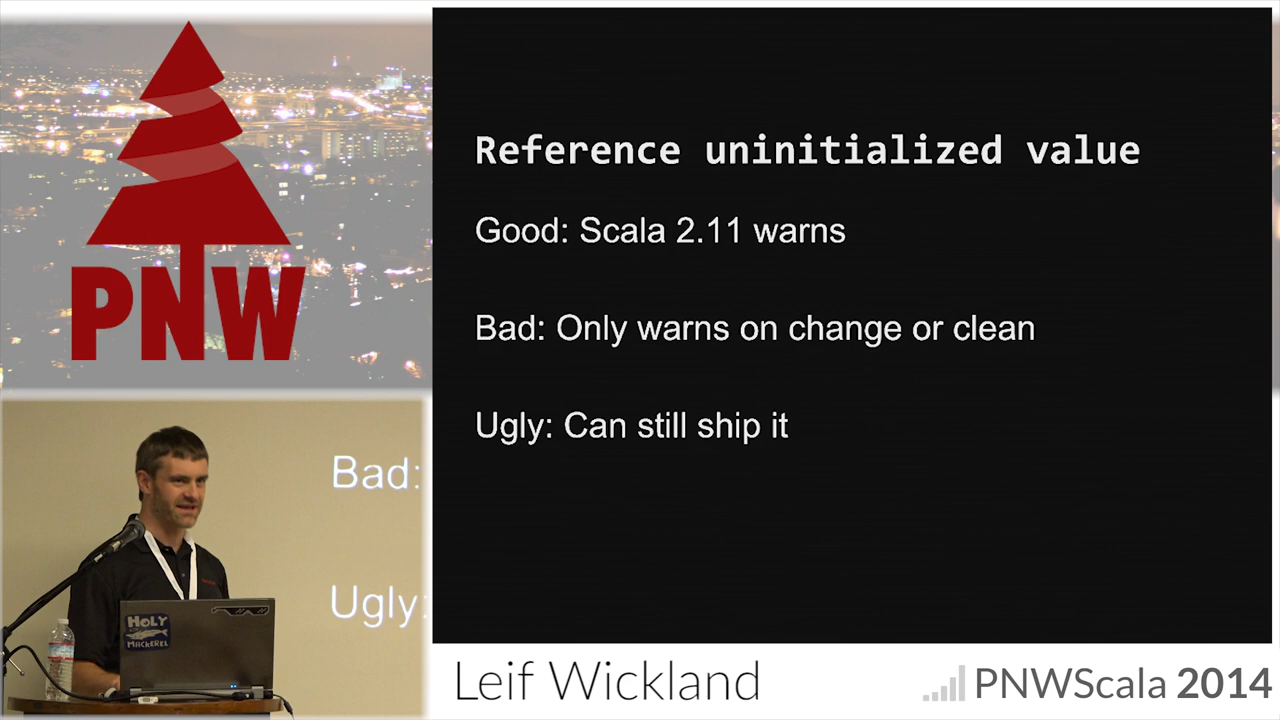 PNW
Reference uninitialized value
Good: Scala 2.11 warns
Bad: Only warns on change or clean
Ugly: Can still ship it
Bad:
Ugly:
HOLY
MACKEREL
Leif Wickland
PNWScala 2014